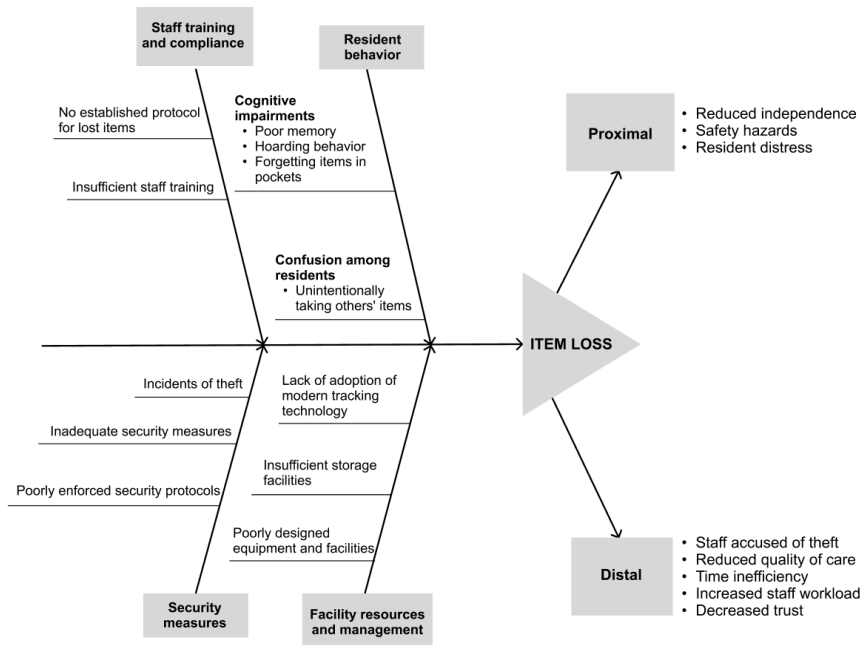 Staff training
and compliance
Resident
behavior
No established protocol
for lost items
Insufficient staff training
Cognitive
impairments
• Poor memory
• Hoarding behavior
• Forgetting items in
pockets
Confusion among
residents
• Unintentionally
taking others' items
Proximal
• Reduced independence
• Safety hazards
• Resident distress
ITEM LOSS
Incidents of theft
Inadequate security measures
Poorly enforced security protocols
Lack of adoption of
modern tracking
technology
Insufficient storage
facilities
Poorly designed
equipment and facilities
Security
measures
Facility resources
and management
Distal
• Staff accused of theft
• Reduced quality of care
• Time inefficiency
• Increased staff workload
• Decreased trust